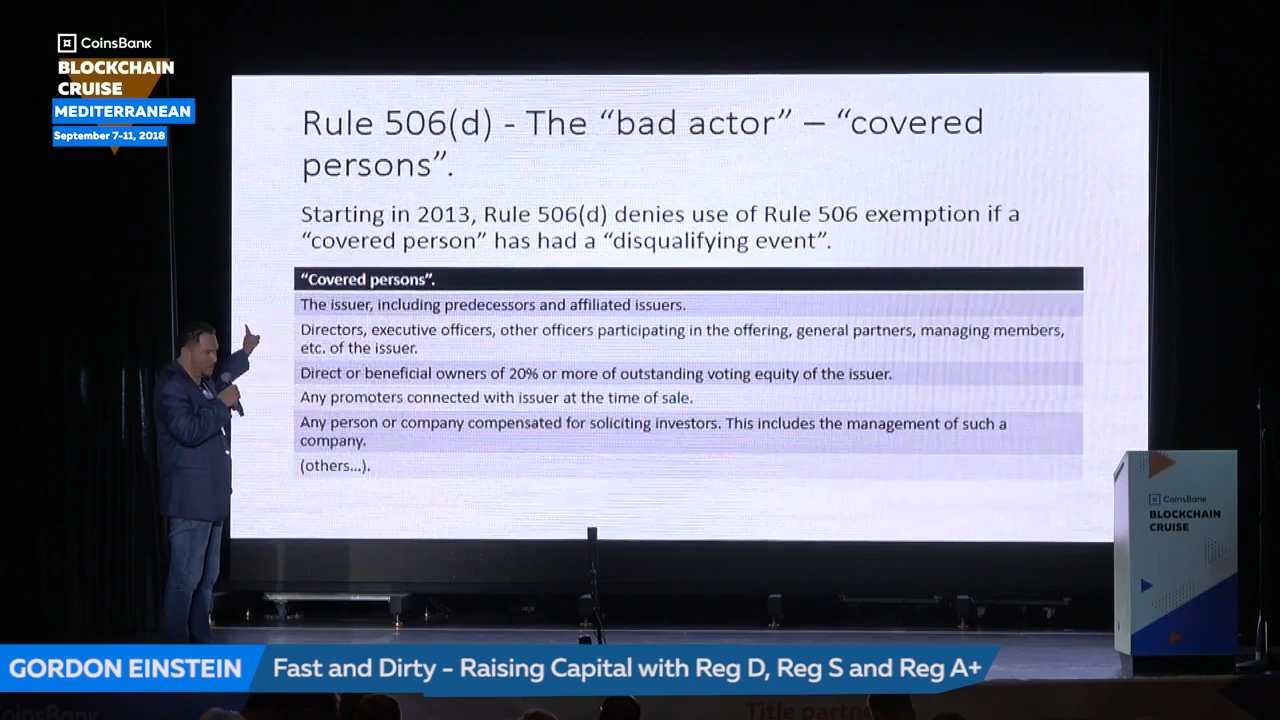 CoinsBank
BLOCKCHAIN
CRUISE
MEDITERRANEAN
September 7-11, 2018
Rule 506(d) - The “bad actor” – “covered
persons”.
Starting in 2013, Rule 506(d) denies use of Rule 506 exemption if a
“covered person” has had a “disqualifying event”.
“Covered persons”.
The issuer, including predecessors and affiliated issuers.
Directors, executive officers, other officers participating in the offering, general partners, managing members,
etc. of the issuer.
Direct or beneficial owners of 20% or more of outstanding voting equity of the issuer.
Any promoters connected with issuer at the time of sale.
Any person or company compensated for soliciting investors. This includes the management of such a
company.
(others...).
CoinsBank
BLOCKCHAIN
CRUISE
GORDON EINSTEIN
Fast and Dirty - Raising Capital with Reg D, Reg S and Reg A+
CoinsBank
Title